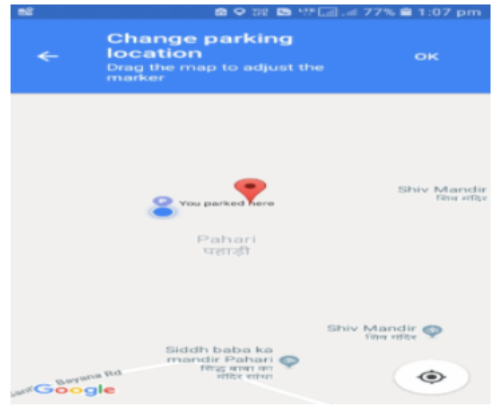 77% 1:07 pm
Change parking
location
OK
Drag the map to adjust the
marker
Shiv Mandir
शिव मंदिर
You parked here
Pahari
पहाड़ी
Shiv Mandir
शिव मंदिर
Siddh baba ka
mandir Pahari
सिद्ध बाबा का
मंदिर
Bayana Rd
Google